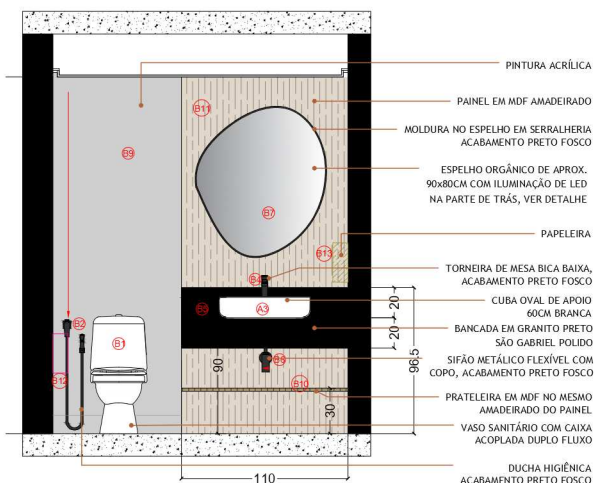 PINTURA ACRÍLICA
PAINEL EM MDF AMADEIRADO
MOLDURA NO ESPELHO EM SERRALHERIA
ACABAMENTO PRETO FOSCO
ESPELHO ORGÂNICO DE APROX.
90x80CM COM ILUMINAÇÃO DE LED
NA PARTE DE TRÁS, VER DETALHE
PAPELEIRA
TORNEIRA DE MESA BICA BAIXA,
ACABAMENTO PRETO FOSCO
CUBA OVAL DE APOIO
60CM BRANCA
BANCADA EM GRANITO PRETO
SÃO GABRIEL POLIDO
SIFÃO METÁLICO FLEXÍVEL COM
COPO, ACABAMENTO PRETO FOSCO
PRATELEIRA EM MDF NO MESMO
AMADEIRADO DO PAINEL
VASO SANITÁRIO COM CAIXA
ACOPLADA DUPLO FLUXO
DUCHA HIGIÊNICA
ACABAMENTO PRETO FOSCO
B11
B9
B7
B13
B4
A3
B2
B1
B12
B10
20
20
96.5
90
30
110